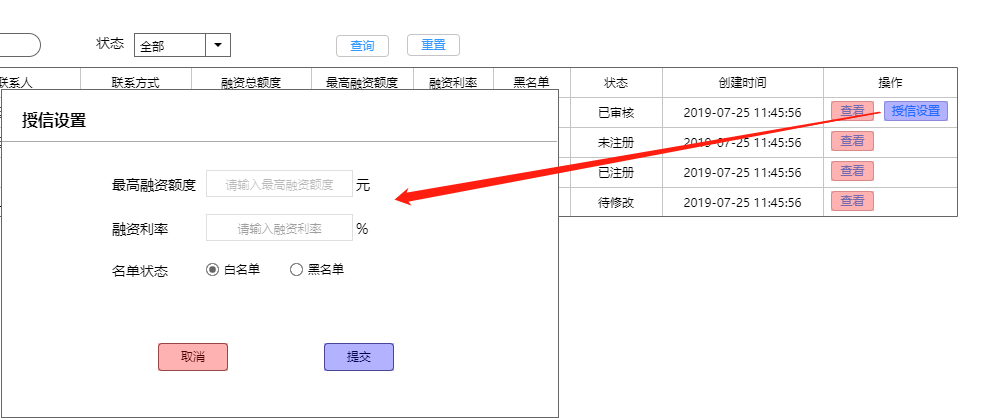 状态 全部 查询 重置
联系人 联系方式 融资总额度 最高融资额度 融资利率 黑名单 状态 创建时间 操作
已审核 2019-07-25 11:45:56 查看 授信设置
未注册 2019-07-25 11:45:56 查看
已注册 2019-07-25 11:45:56 查看
待修改 2019-07-25 11:45:56 查看
授信设置
最高融资额度 请输入最高融资额度 元
融资利率 请输入融资利率 %
名单状态 白名单 黑名单
取消 提交